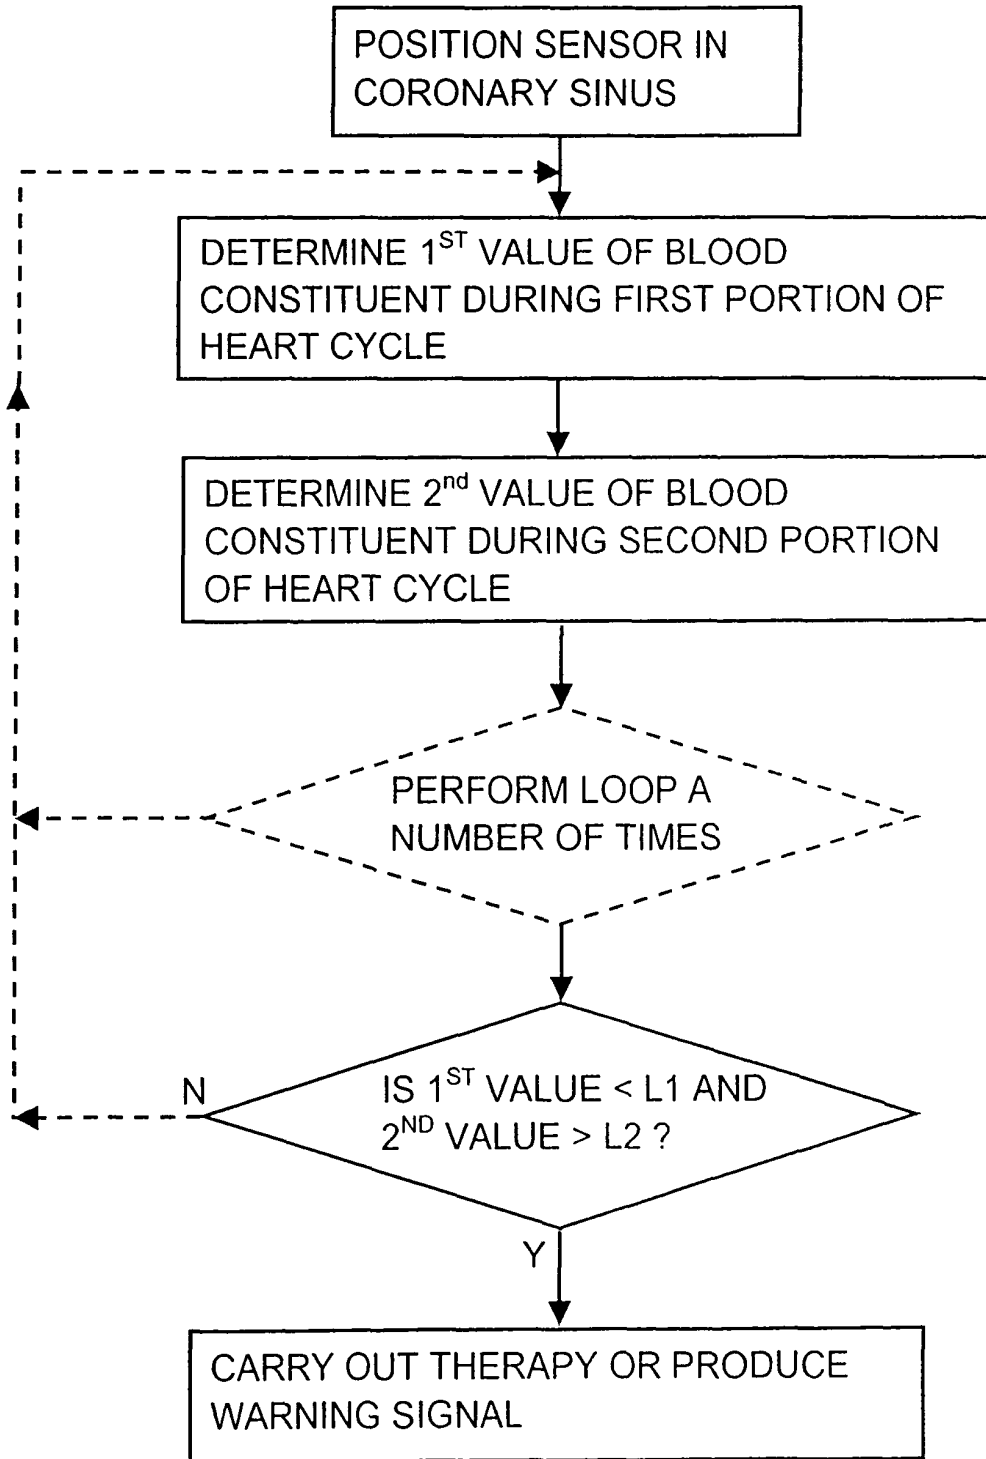 POSITION SENSOR IN
CORONARY SINUS
DETERMINE 1ST VALUE OF BLOOD
CONSTITUENT DURING FIRST PORTION OF
HEART CYCLE
DETERMINE 2nd VALUE OF BLOOD
CONSTITUENT DURING SECOND PORTION
OF HEART CYCLE
PERFORM LOOP A
NUMBER OF TIMES
N
IS 1ST VALUE < L1 AND
2ND VALUE > L2 ?
Y
CARRY OUT THERAPY OR PRODUCE
WARNING SIGNAL